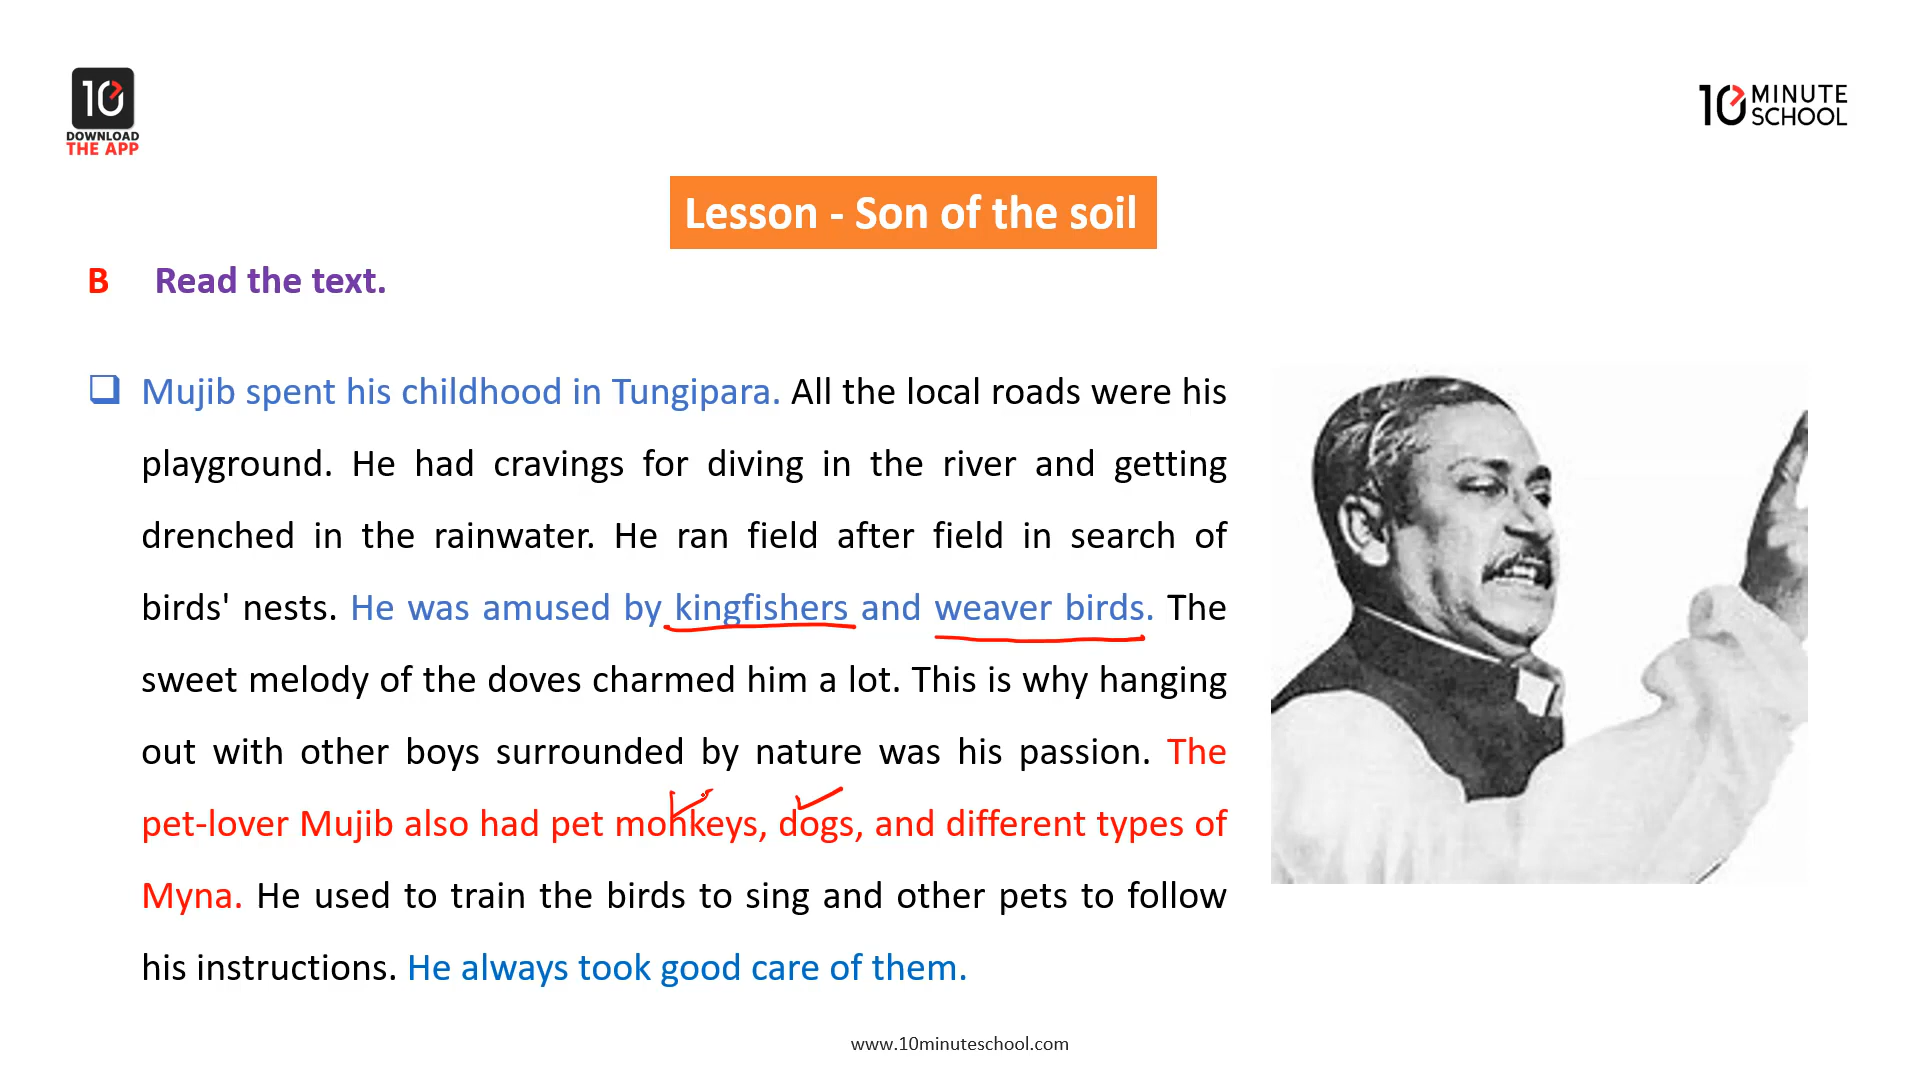 10
DOWNLOAD
THE APP
10 MINUTE
SCHOOL
Lesson - Son of the soil
B Read the text.
Mujib spent his childhood in Tungipara. All the local roads were his
playground. He had cravings for diving in the river and getting
drenched in the rainwater. He ran field after field in search of
birds' nests. He was amused by kingfishers and weaver birds. The
sweet melody of the doves charmed him a lot. This is why hanging
out with other boys surrounded by nature was his passion. The
pet-lover Mujib also had pet monkeys, dogs, and different types of
Myna. He used to train the birds to sing and other pets to follow
his instructions. He always took good care of them.
www.10minuteschool.com